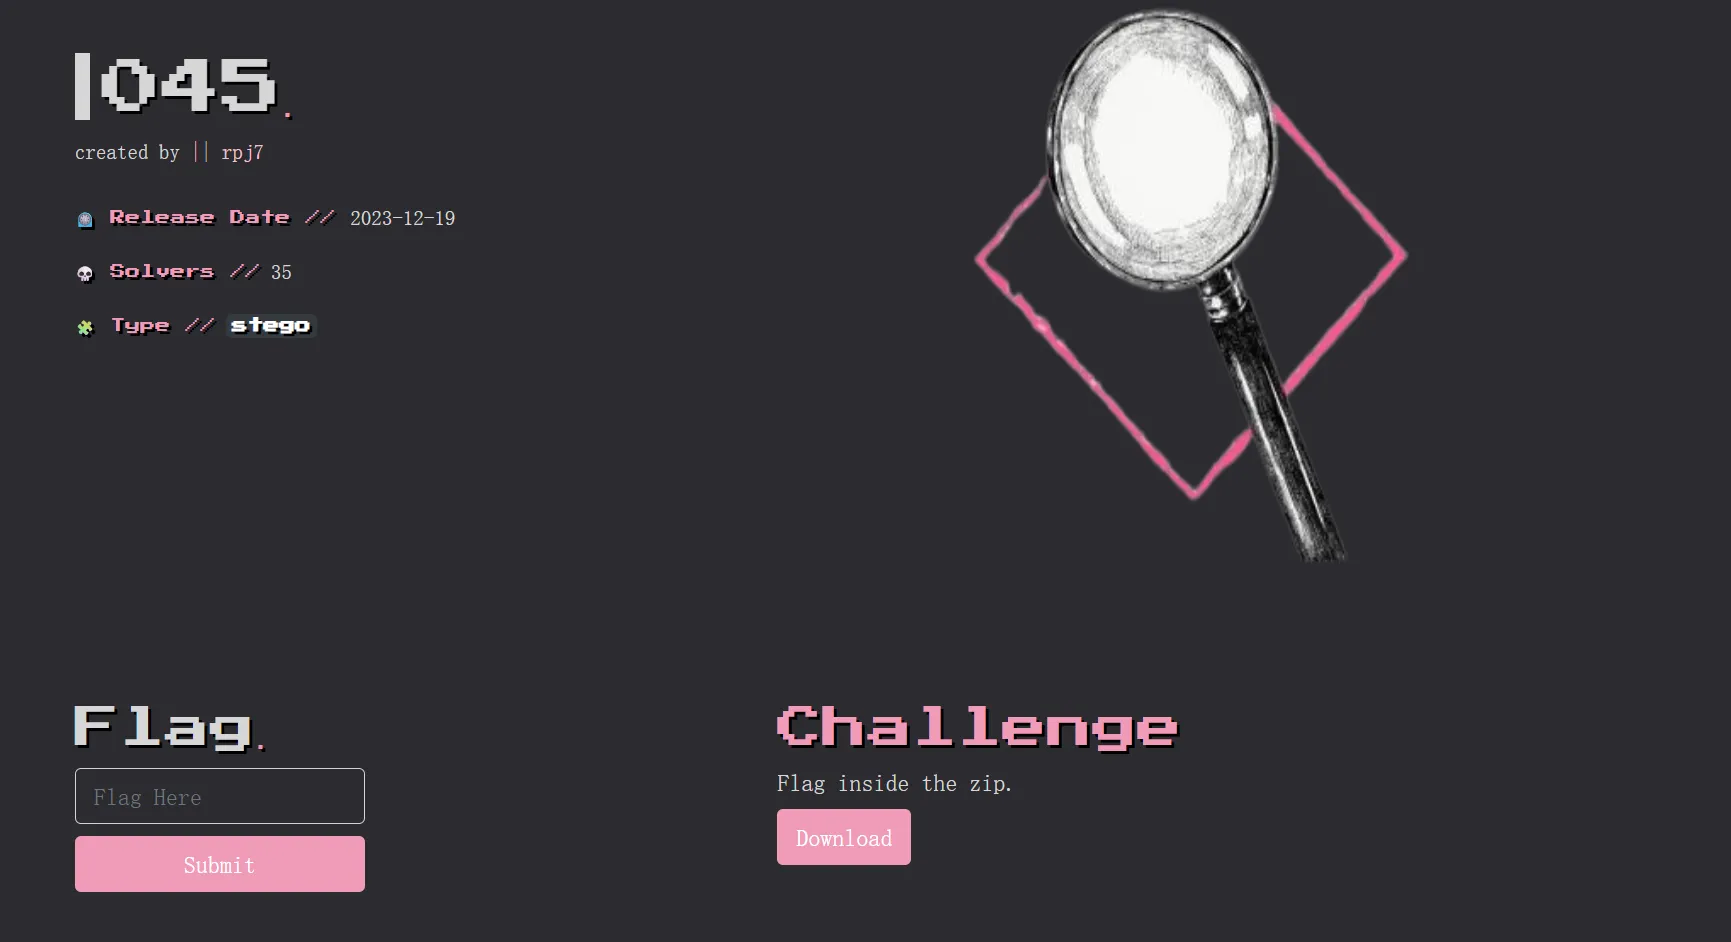 |045.
created by || rpj7
Release Date // 2023-12-19
Solvers // 35
Type // stego
Flag.
Flag Here
Submit
Challenge
Flag inside the zip.
Download